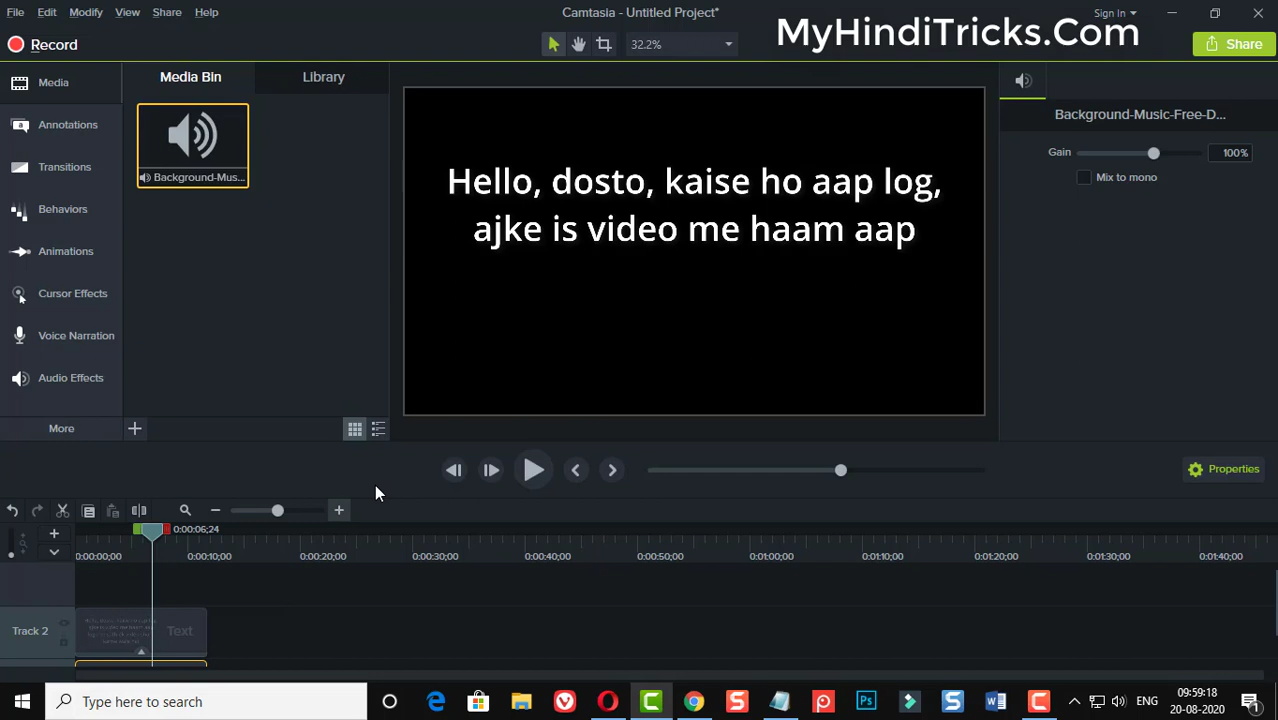 File Edit Modify View Share Help
Camtasia - Untitled Project*
Sign In
MyHindiTricks.Com
Record
32.2%
Share
Media
Media Bin
Library
Annotations
Transitions
Behaviors
Animations
Cursor Effects
Voice Narration
Audio Effects
More
Background-Mus...
Hello, dosto, kaise ho aap log,
ajke is video me haam aap
Background-Music-Free-D...
Gain 100%
Mix to mono
Properties
0:00:06;24
0:00:00;00 0:00:10;00 0:00:20;00 0:00:30;00 0:00:40;00 0:00:50;00 0:01:00;00 0:01:10;00 0:01:20;00 0:01:30;00 0:01:40;00
Track 2
Text
Type here to search
ENG
09:59:18
20-08-2020